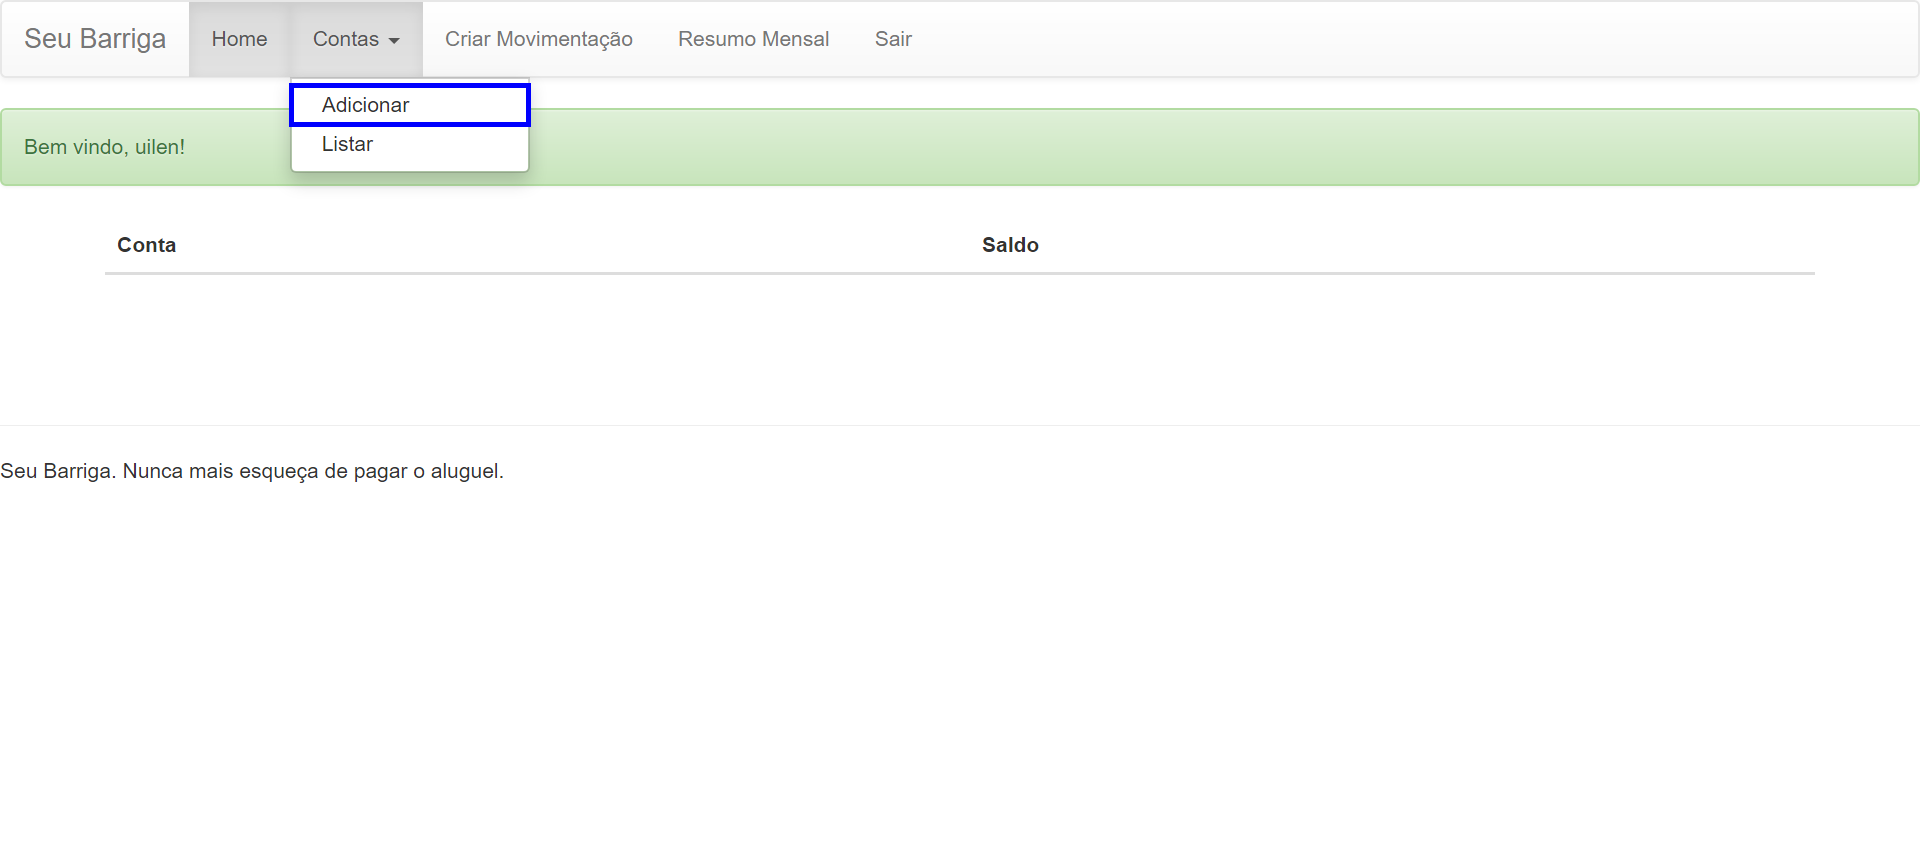 Seu Barriga Home Contas Criar Movimentação Resumo Mensal Sair
Adicionar
Listar
Bem vindo, uilen!
Conta Saldo
Seu Barriga. Nunca mais esqueça de pagar o aluguel.